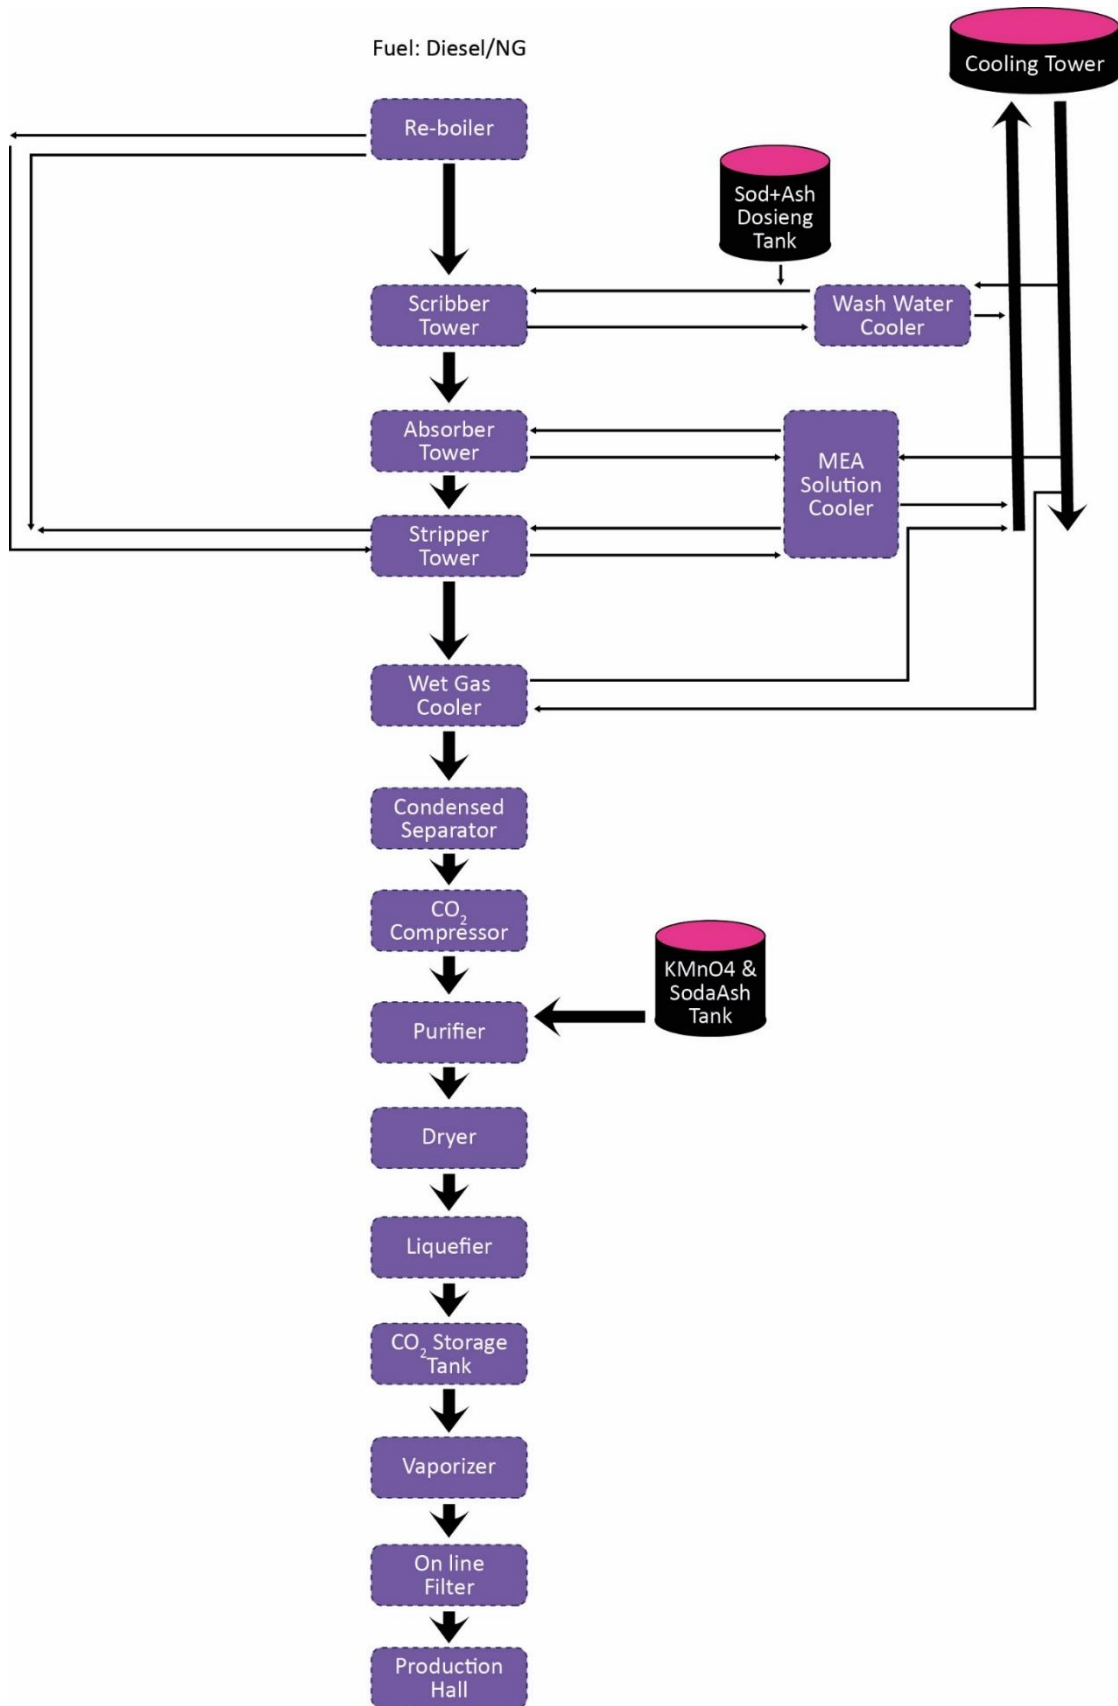 Fuel: Diesel/NG
Cooling Tower
Re-boiler
Sod+Ash
Dosieng
Tank
Scribber
Tower
Wash Water
Cooler
Absorber
Tower
MEA
Solution
Cooler
Stripper
Tower
Wet Gas
Cooler
Condensed
Separator
CO₂
Compressor
KMnO4 &
SodaAsh
Tank
Purifier
Dryer
Liquefier
CO₂ Storage
Tank
Vaporizer
On line
Filter
Production
Hall